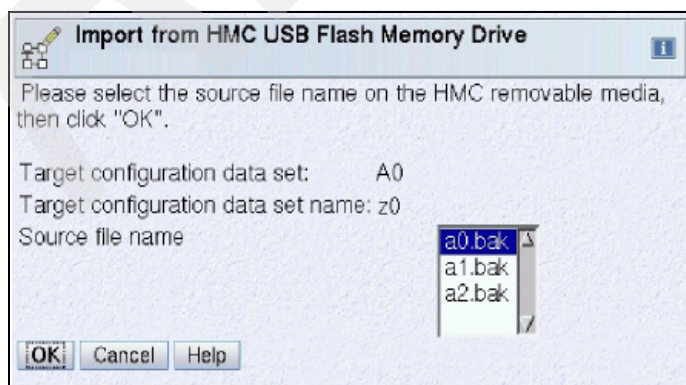 Import from HMC USB Flash Memory Drive
i
Please select the source file name on the HMC removable media,
then click "OK".
Target configuration data set: A0
Target configuration data set name: z0
Source file name
a0.bak
a1.bak
a2.bak
OK Cancel Help